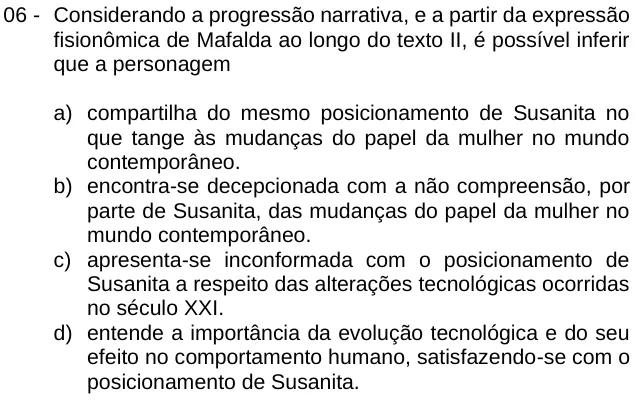 06 - Considerando a progressão narrativa, e a partir da expressão
fisionômica de Mafalda ao longo do texto II, é possível inferir
que a personagem
a) compartilha do mesmo posicionamento de Susanita no
que tange às mudanças do papel da mulher no mundo
contemporâneo.
b) encontra-se decepcionada com a não compreensão, por
parte de Susanita, das mudanças do papel da mulher no
mundo contemporâneo.
c) apresenta-se inconformada com o posicionamento de
Susanita a respeito das alterações tecnológicas ocorridas
no século XXI.
d) entende a importância da evolução tecnológica e do seu
efeito no comportamento humano, satisfazendo-se com o
posicionamento de Susanita.